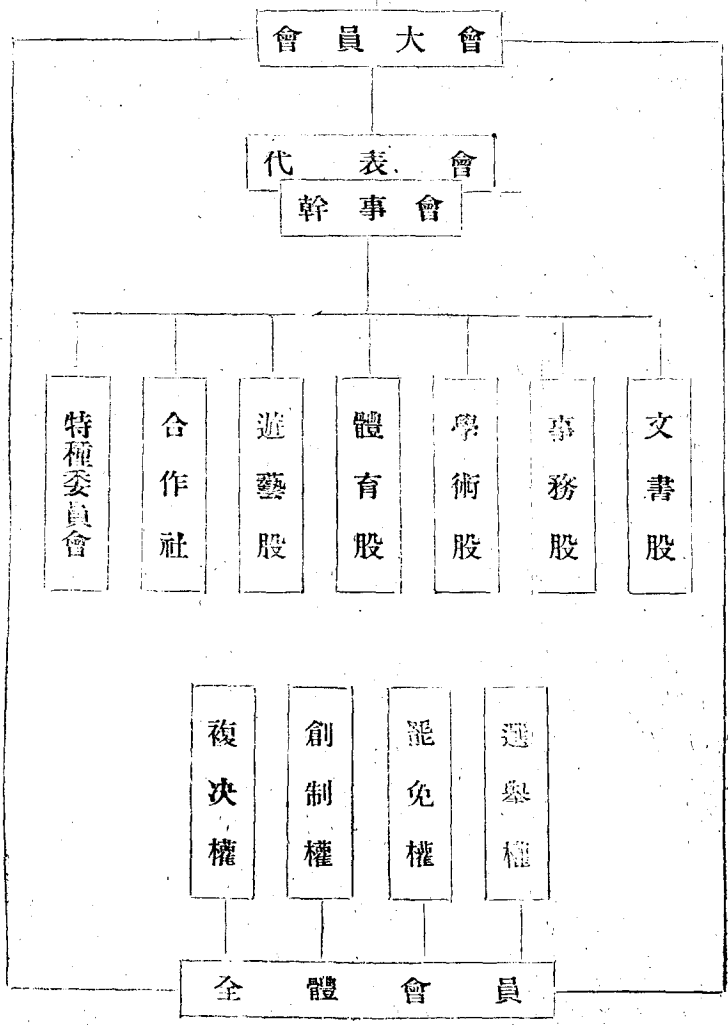 會員大會
代表會
幹事會
文書股
事務股
學術股
體育股
遊藝股
合作社
特種委員會
選舉權
罷免權
創制權
複决權
全體會員